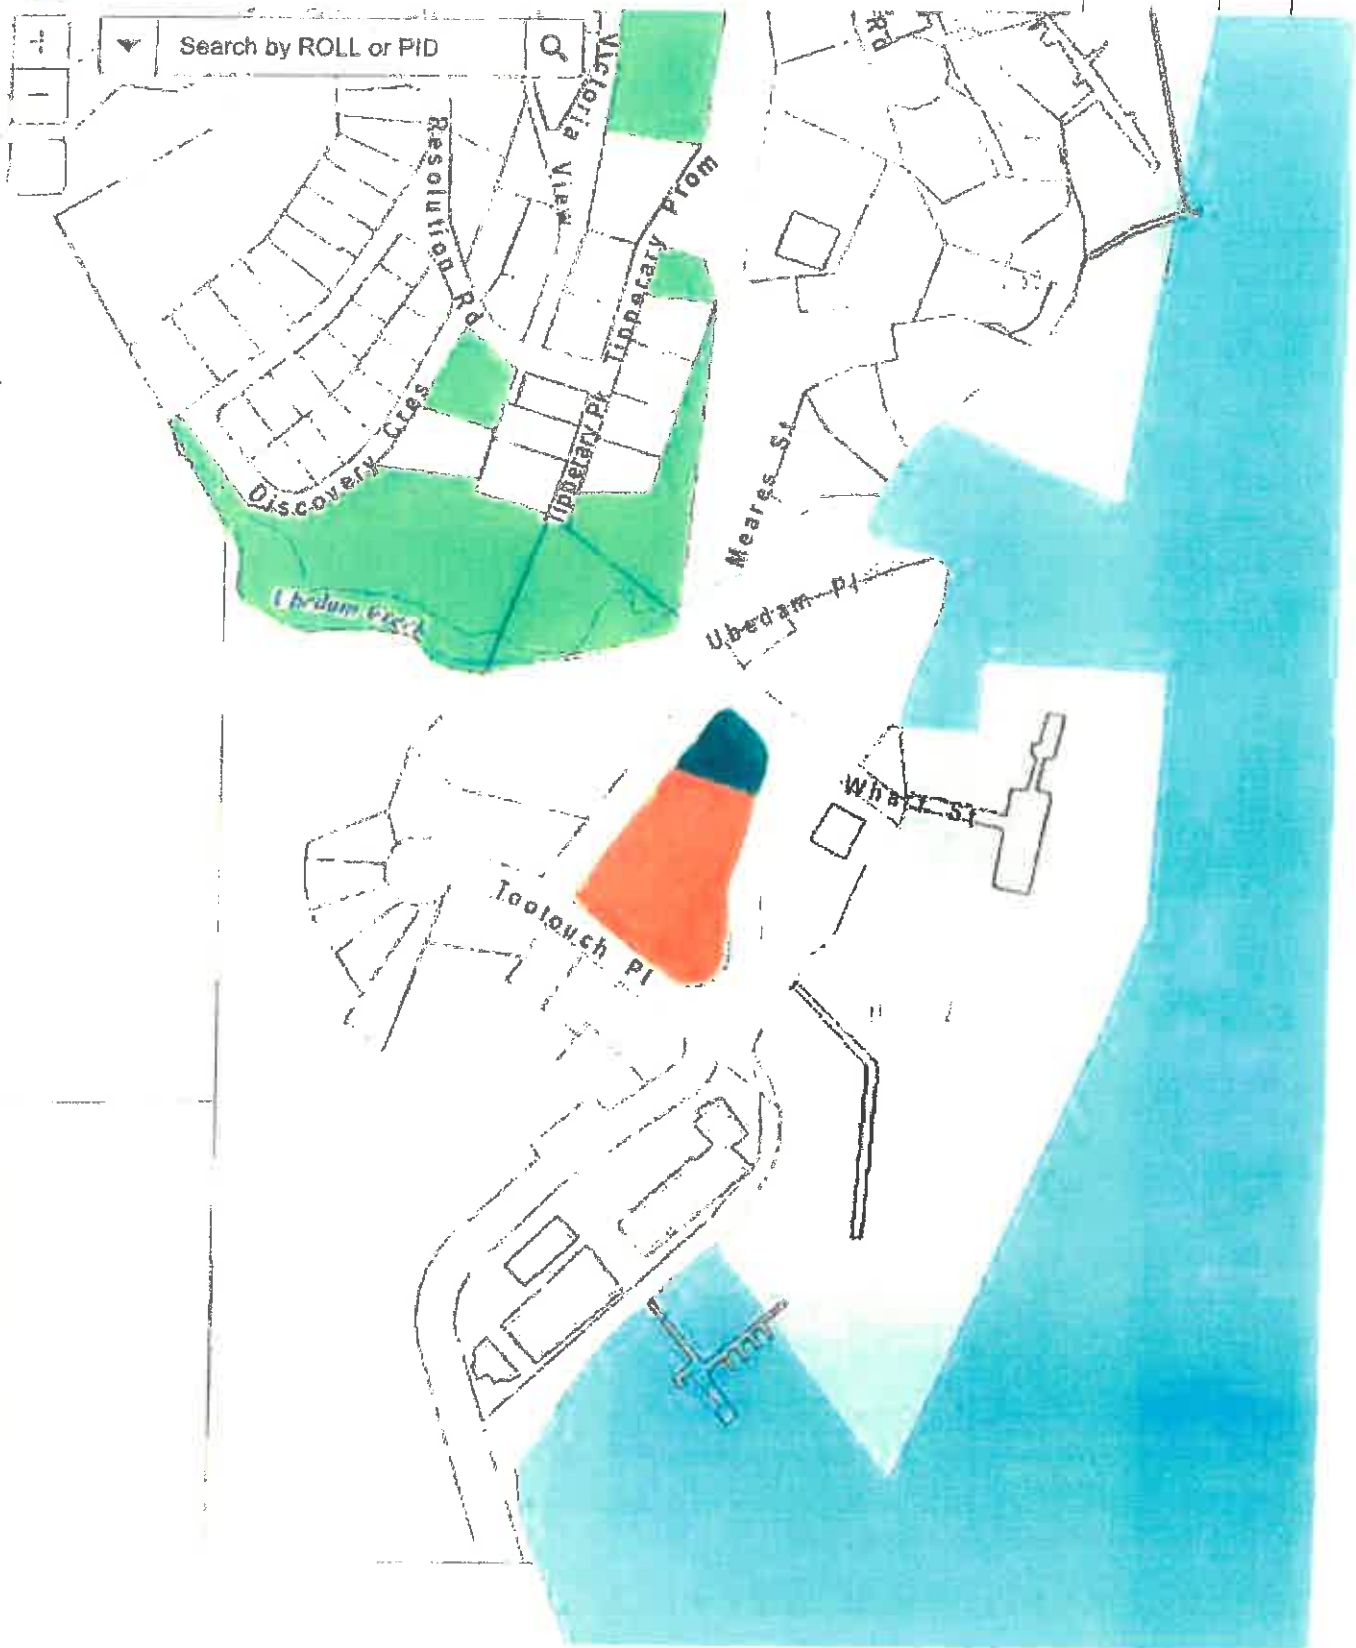 +
Search by ROLL or PID
−
Victoria View
Rd
Resolution Rd
Tipperary Prom
Discovery Cres
Tipperary Pl
Meares St
Ubedam Pl
Wharf St
Tootouch Pl